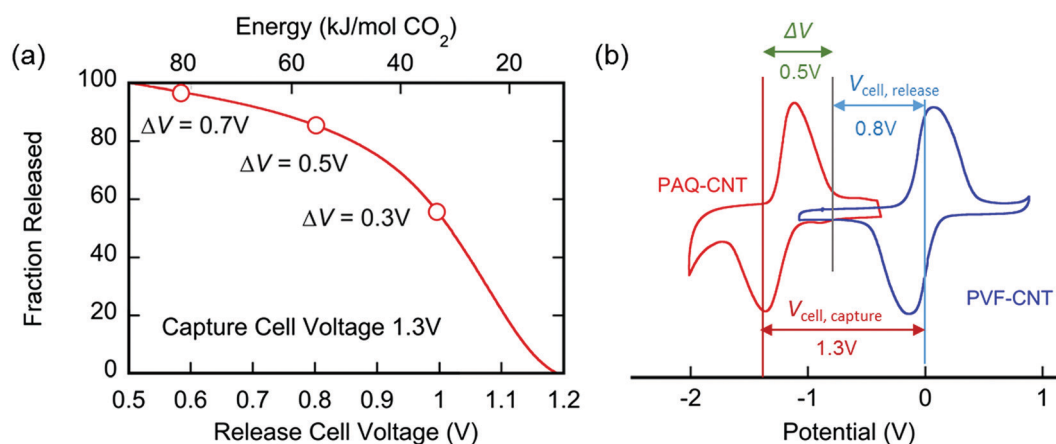 (a)
Energy (kJ/mol CO2)
80 60 40 20
Fraction Released
100
80
60
40
20
0
ΔV = 0.7V
ΔV = 0.5V
ΔV = 0.3V
Capture Cell Voltage 1.3V
0.5 0.6 0.7 0.8 0.9 1 1.1 1.2
Release Cell Voltage (V)
(b)
ΔV
0.5V
Vcell, release
0.8V
PAQ-CNT
PVF-CNT
Vcell, capture
1.3V
-2 -1 0 1
Potential (V)